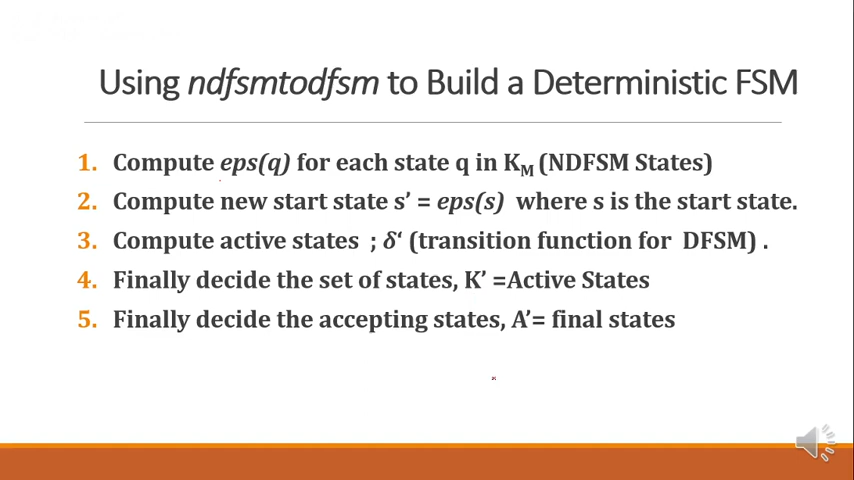 Using ndfsmtodfsm to Build a Deterministic FSM
1. Compute eps(q) for each state q in KM (NDFSM States)
2. Compute new start state s’ = eps(s) where s is the start state.
3. Compute active states ; δ‘ (transition function for DFSM) .
4. Finally decide the set of states, K’ =Active States
5. Finally decide the accepting states, A’= final states